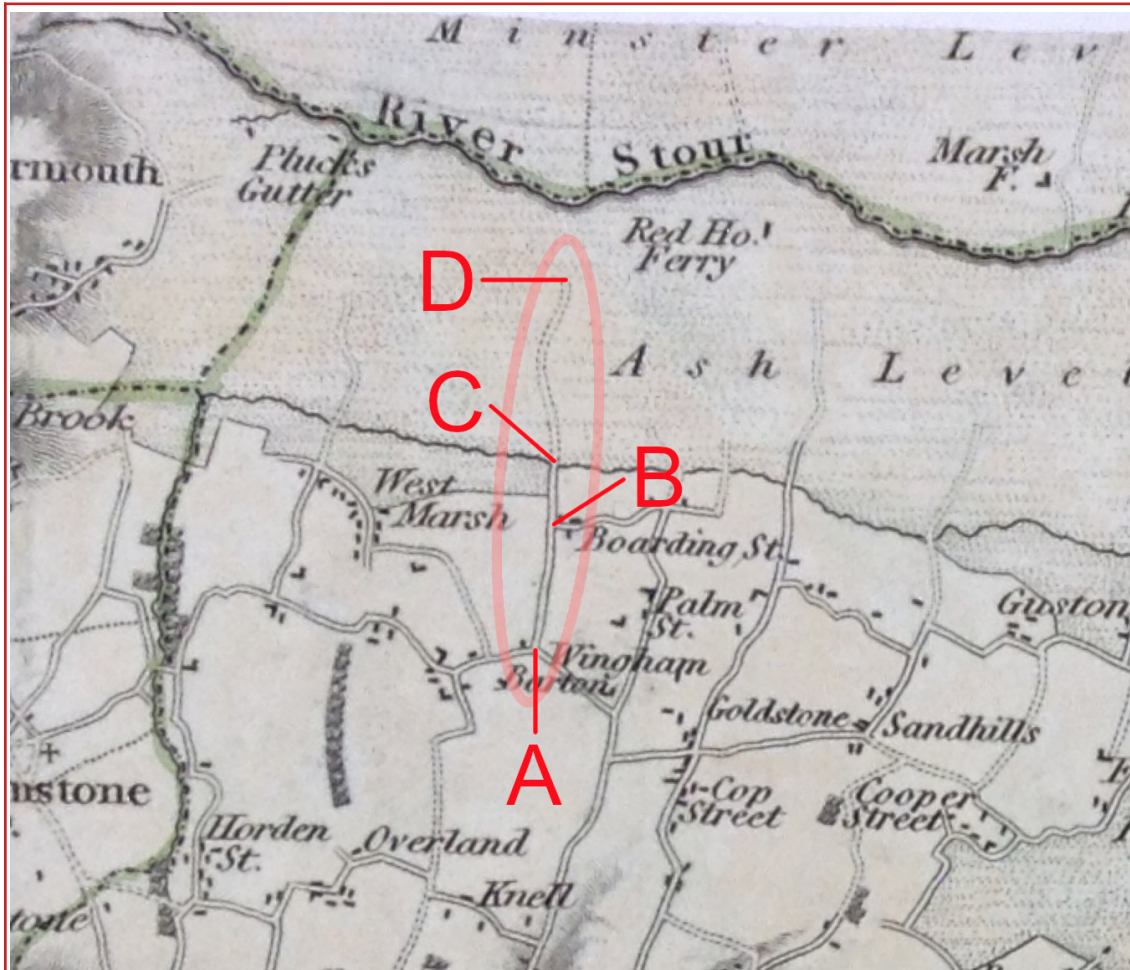 Minster Lev
River Stour
Plucks
Gutter
Marsh
F.
rmouth
Red Ho.
Ferry
D
Ash Level
C
Brook
B
West
Marsh
Boarding St.
Palm
St.
Guston
Wingham
Barton
Goldstone
Sandhills
A
nstone
Cop
Street
Cooper
Street
Horden
St.
Overland
Knell
tone